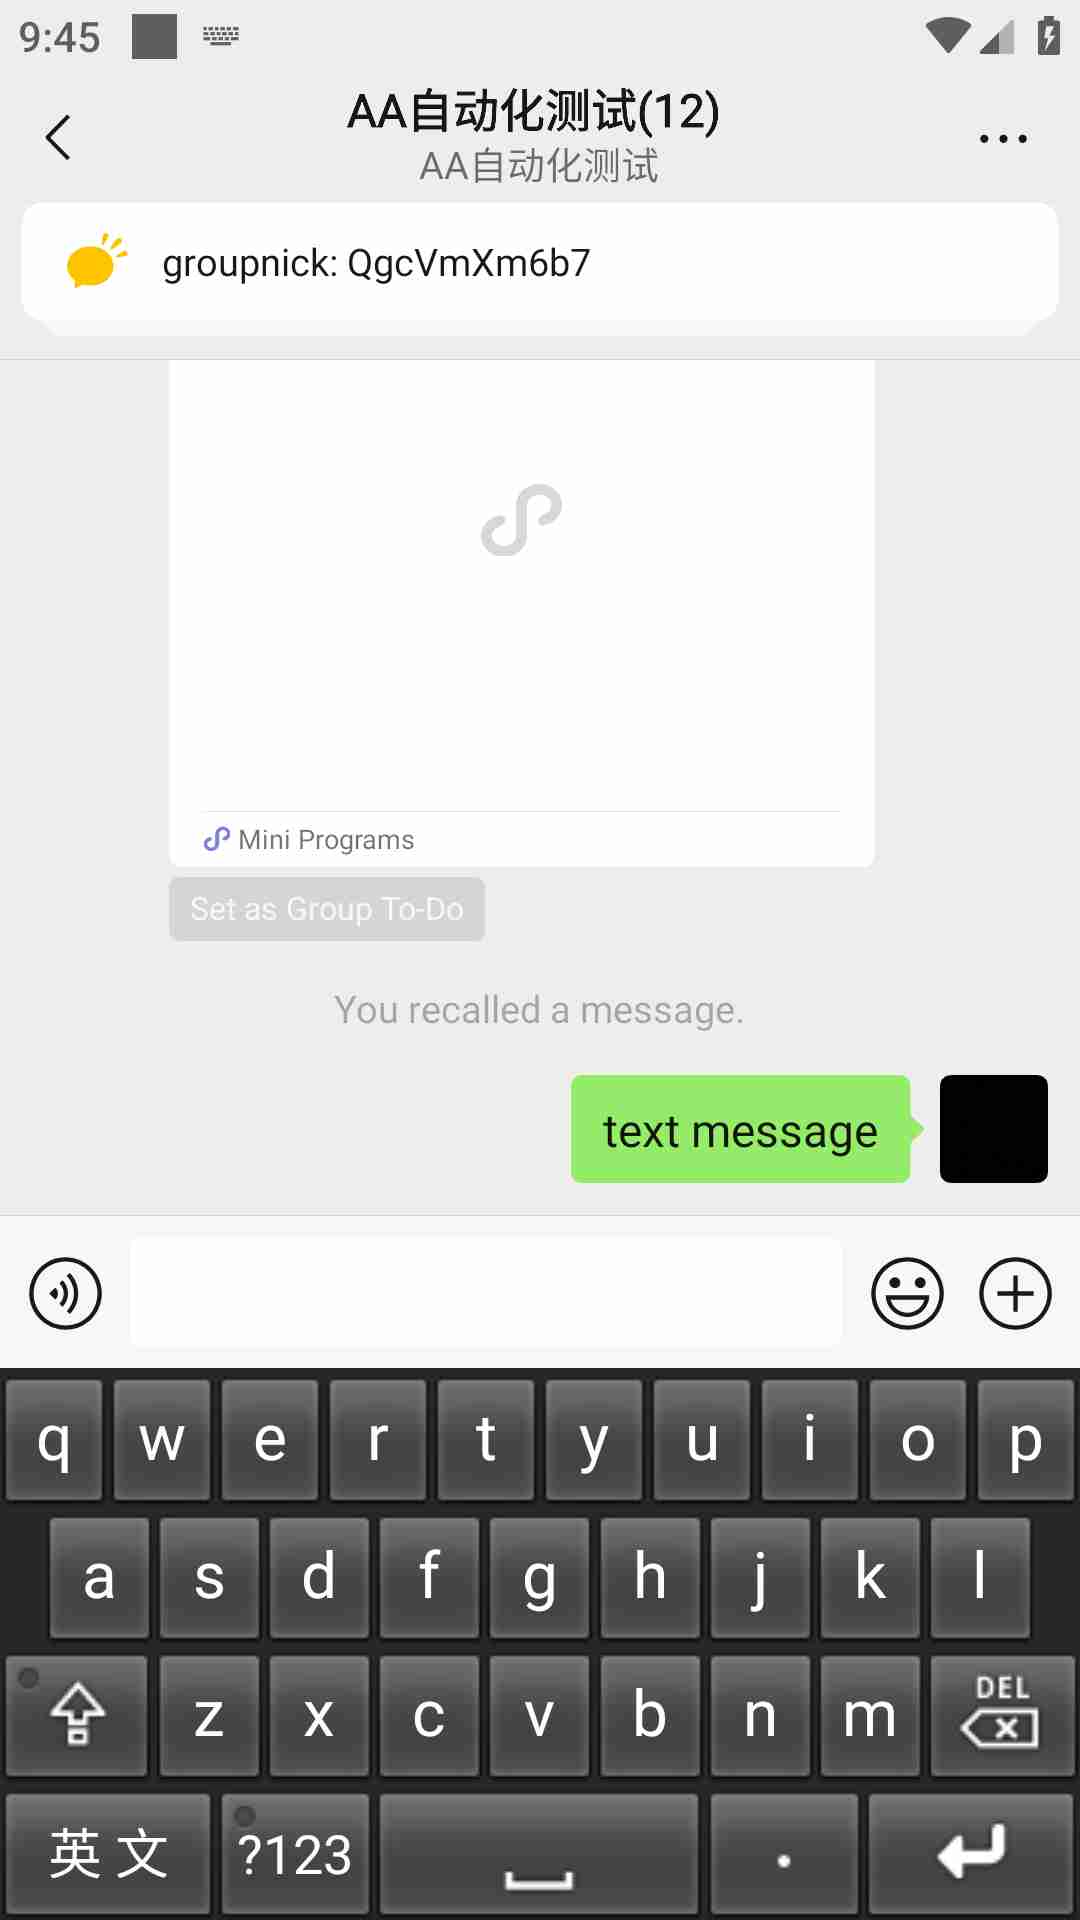 9:45
AA自动化测试(12)
AA自动化测试
groupnick: QgcVmXm6b7
Mini Programs
Set as Group To-Do
You recalled a message.
text message
q w e r t y u i o p
a s d f g h j k l
z x c v b n m DEL
英文 ?123 .